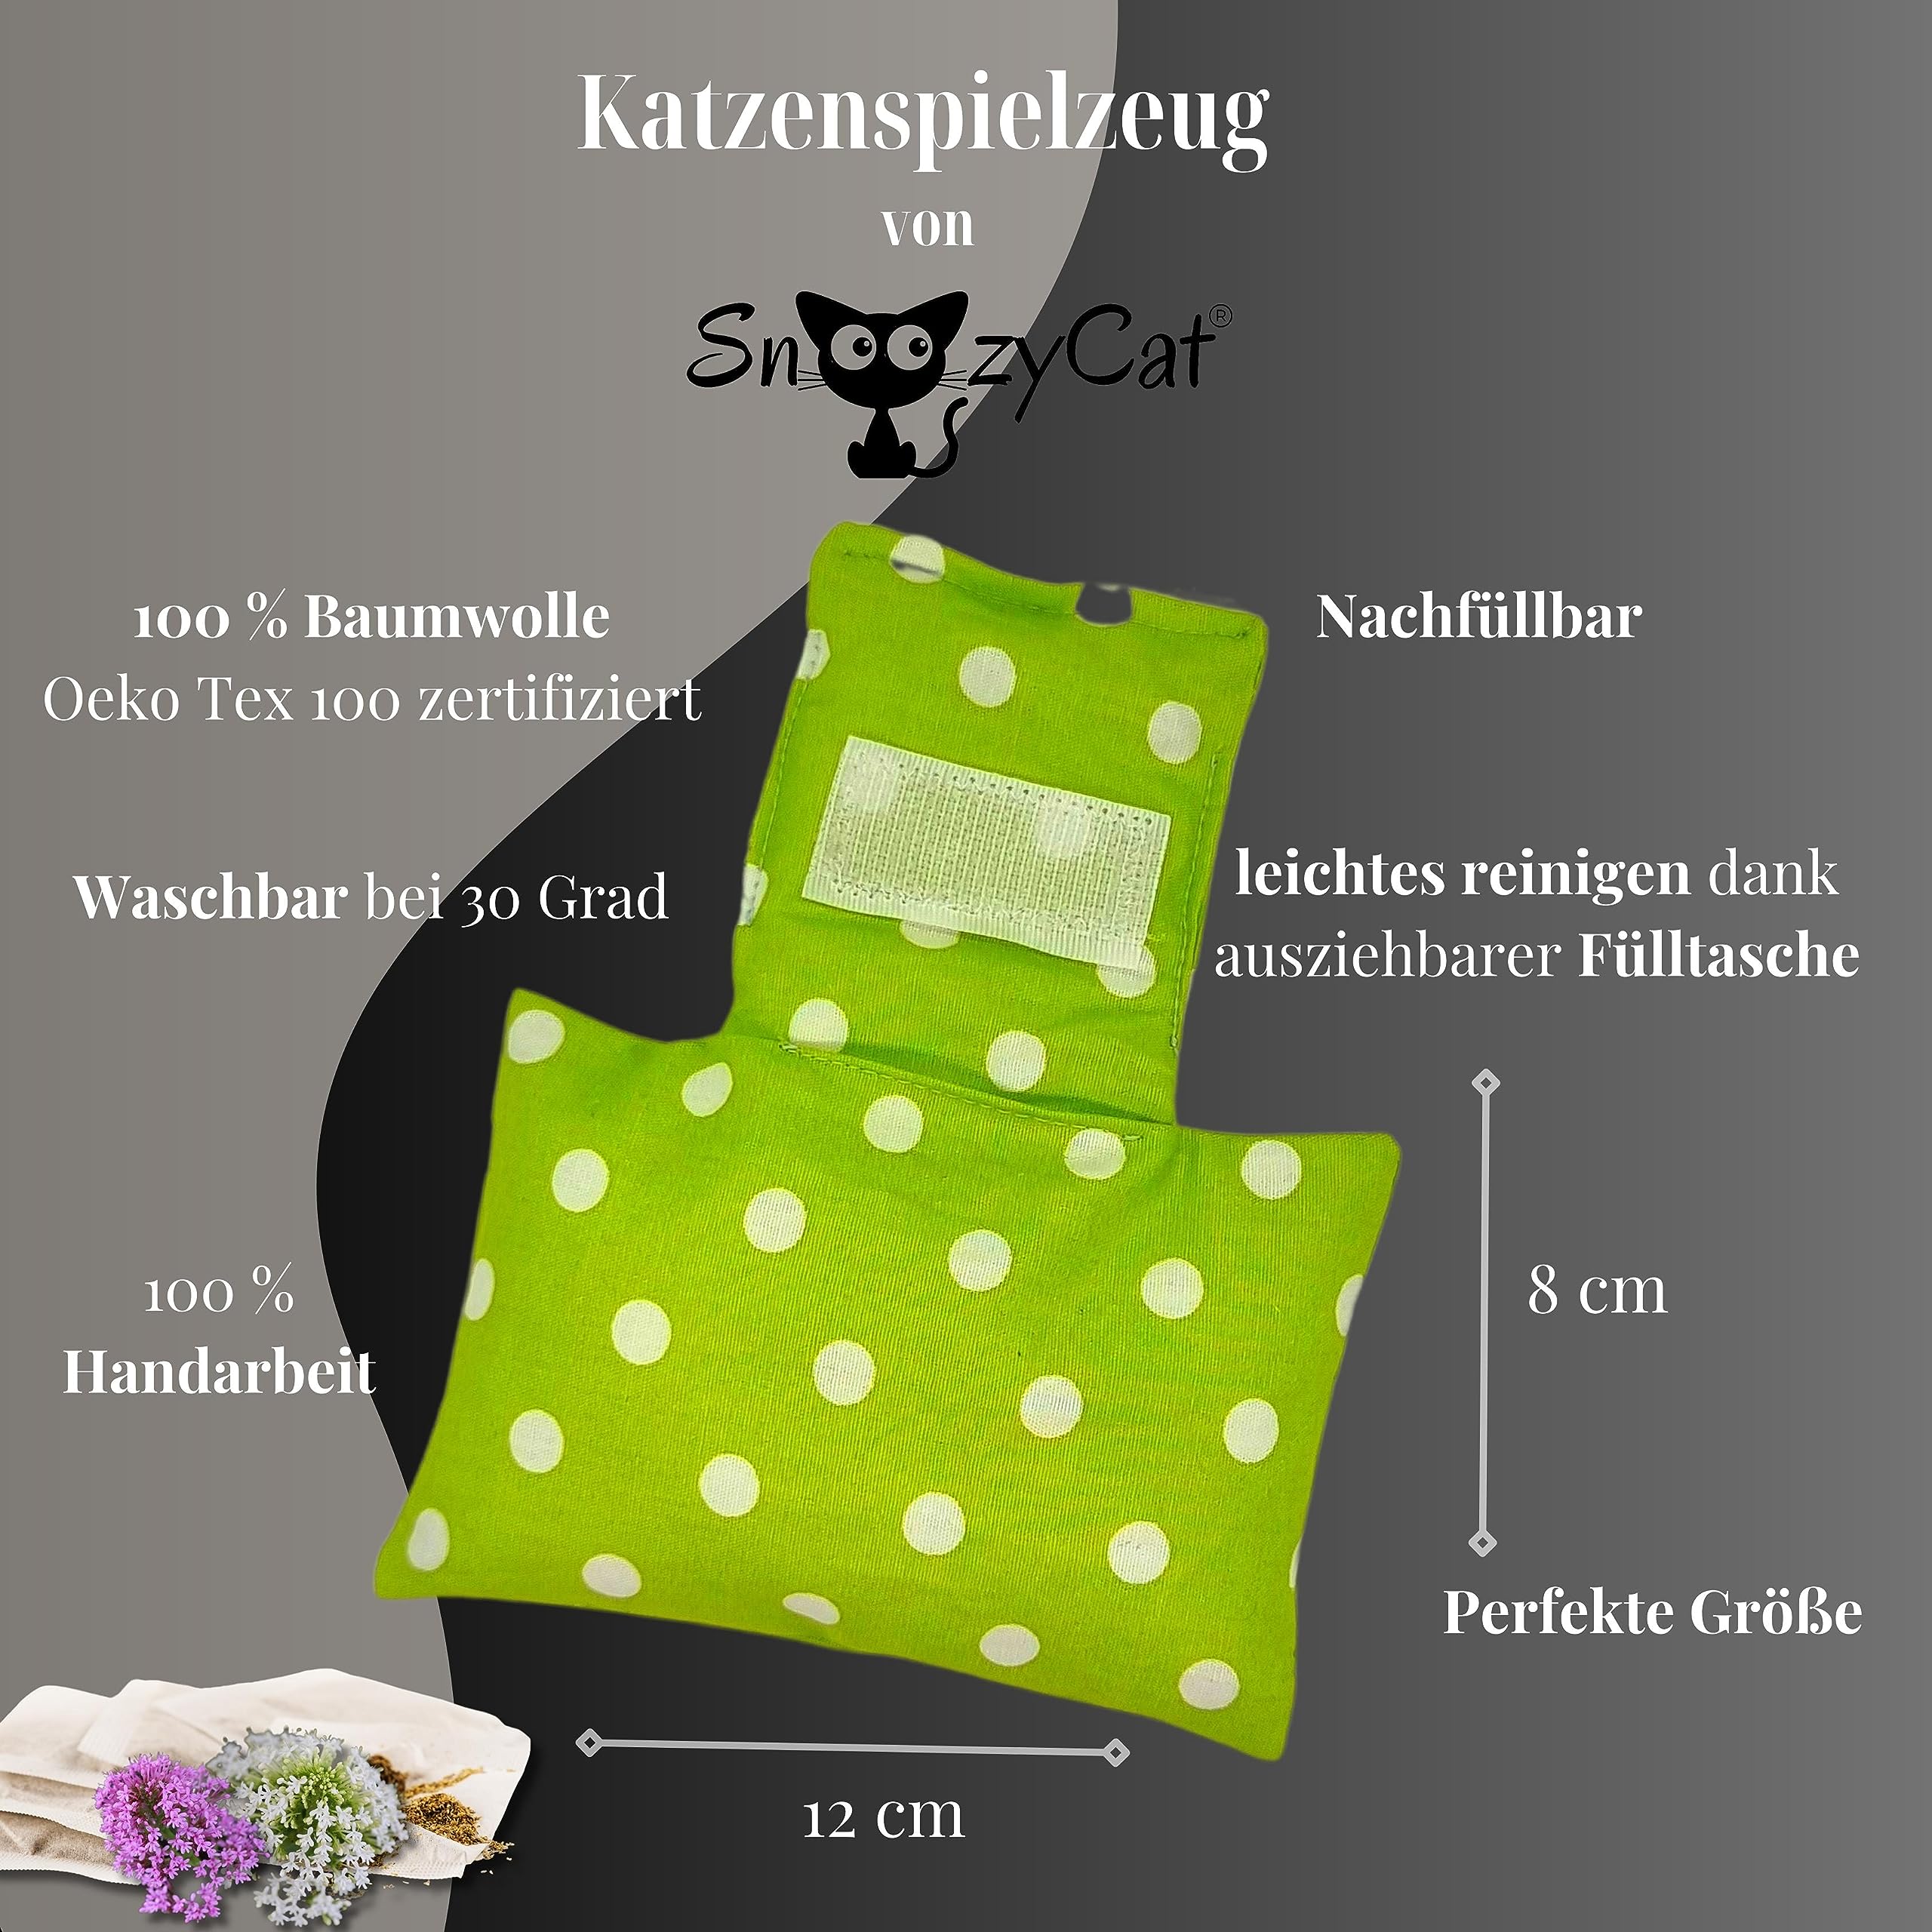 Katzenspielzeug
von
SnoozyCat®
100 % Baumwolle
Oeko Tex 100 zertifiziert
Nachfüllbar
Waschbar bei 30 Grad
leichtes reinigen dank
ausziehbarer Fülltasche
100 %
Handarbeit
8 cm
Perfekte Größe
12 cm